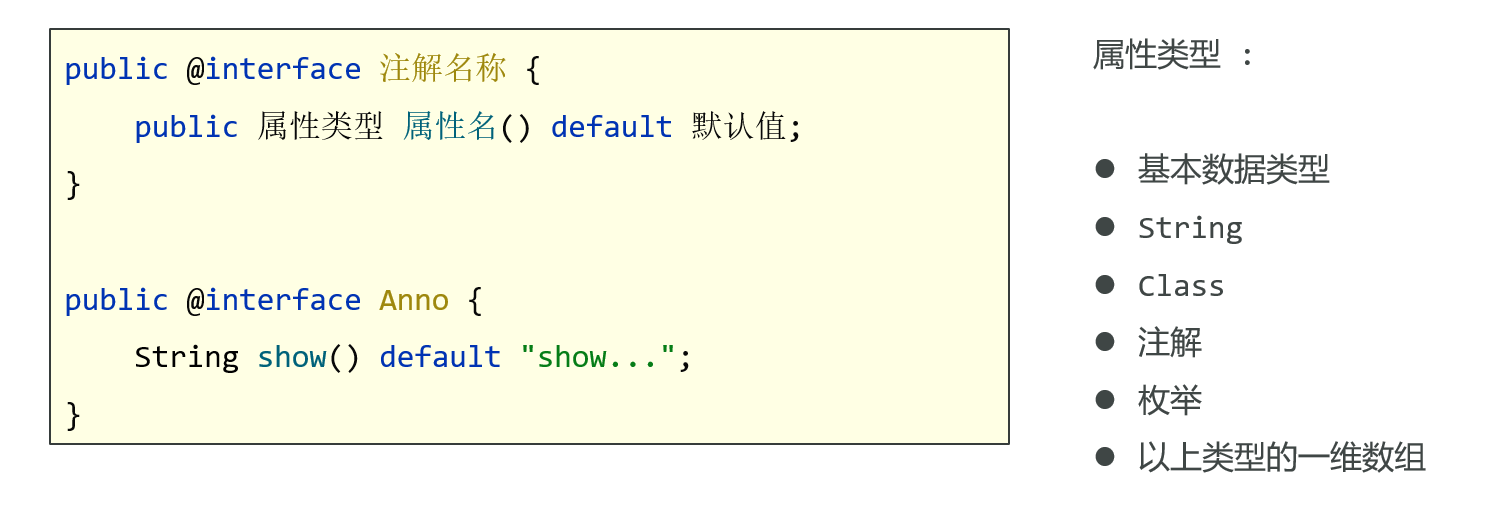 public @interface 注解名称 {
    public 属性类型 属性名() default 默认值;
}
public @interface Anno {
    String show() default "show...";
}
属性类型 :
● 基本数据类型
● String
● Class
● 注解
● 枚举
● 以上类型的一维数组